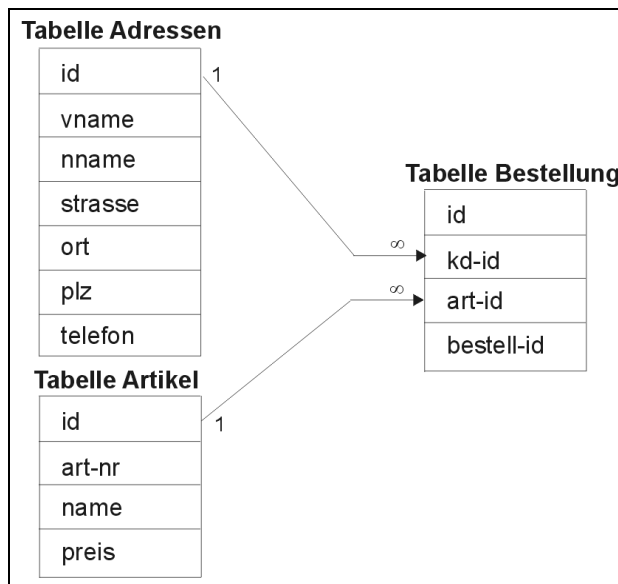 Tabelle Adressen
id
1
vname
nname
strasse
ort
plz
telefon
Tabelle Bestellung
id
∞
kd-id
∞
art-id
bestell-id
Tabelle Artikel
id
1
art-nr
name
preis